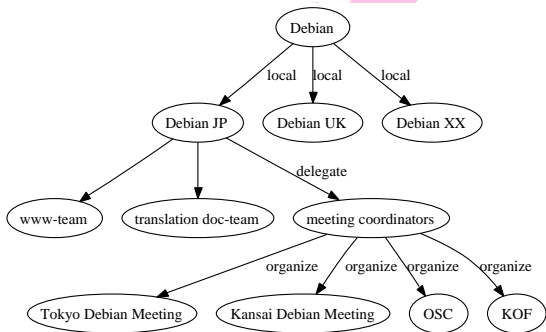 Debian
local
local
local
Debian JP
Debian UK
Debian XX
delegate
www-team
translation doc-team
meeting coordinators
organize
organize
organize
organize
Tokyo Debian Meeting
Kansai Debian Meeting
OSC
KOF